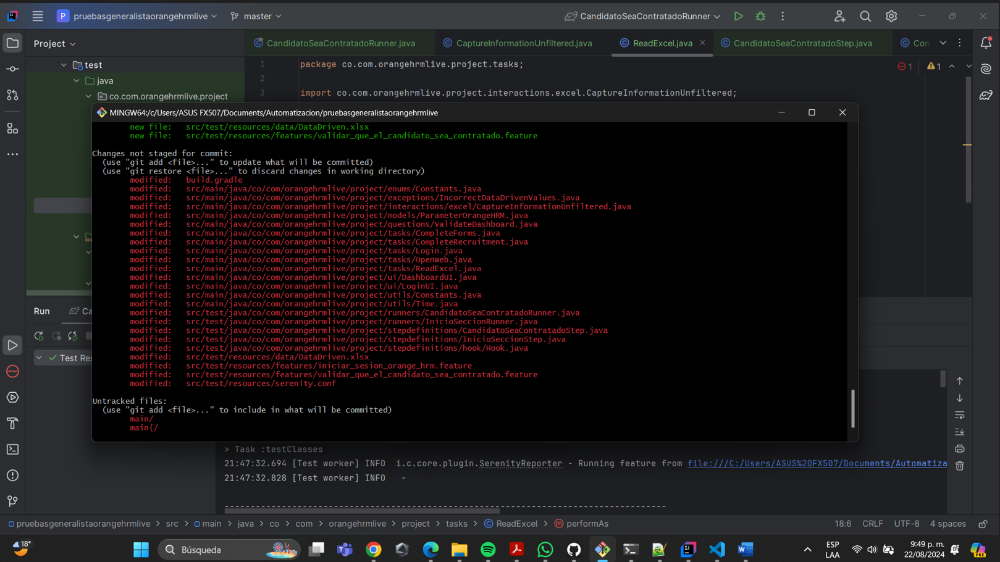 P pruebasgeneralistaorangehrmlive master CandidatoSeaContratadoRunner
Project CandidatoSeaContratadoRunner.java CaptureInformationUnfiltered.java ReadExcel.java CandidatoSeaContratadoStep.java Con
test
java
co.com.orangehrmlive.project
1 package co.com.orangehrmlive.project.tasks;
1 1
2
3 import co.com.orangehrmlive.project.interactions.excel.CaptureInformationUnfiltered;
MINGW64:/c/Users/ASUS FX507/Documents/Automatizacion/pruebasgeneralistaorangehrmlive
new file: src/test/resources/data/DataDriven.xlsx
new file: src/test/resources/features/validar_que_el_candidato_sea_contratado.feature
Changes not staged for commit:
(use "git add <file>..." to update what will be committed)
(use "git restore <file>..." to discard changes in working directory)
modified: build.gradle
modified: src/main/java/co/com/orangehrmlive/project/enums/Constants.java
modified: src/main/java/co/com/orangehrmlive/project/exceptions/IncorrectDataDrivenValues.java
modified: src/main/java/co/com/orangehrmlive/project/interactions/excel/CaptureInformationUnfiltered.java
modified: src/main/java/co/com/orangehrmlive/project/models/ParameterOrangeHRM.java
modified: src/main/java/co/com/orangehrmlive/project/questions/ValidateDashboard.java
modified: src/main/java/co/com/orangehrmlive/project/tasks/CompleteForms.java
modified: src/main/java/co/com/orangehrmlive/project/tasks/CompleteRecruitment.java
modified: src/main/java/co/com/orangehrmlive/project/tasks/Login.java
modified: src/main/java/co/com/orangehrmlive/project/tasks/OpenWeb.java
modified: src/main/java/co/com/orangehrmlive/project/tasks/ReadExcel.java
modified: src/main/java/co/com/orangehrmlive/project/ui/DashboardUI.java
modified: src/main/java/co/com/orangehrmlive/project/ui/LoginUI.java
modified: src/main/java/co/com/orangehrmlive/project/utils/Constants.java
modified: src/main/java/co/com/orangehrmlive/project/utils/Time.java
modified: src/test/java/co/com/orangehrmlive/project/runners/CandidatoSeaContratadoRunner.java
modified: src/test/java/co/com/orangehrmlive/project/runners/InicioSeccionRunner.java
modified: src/test/java/co/com/orangehrmlive/project/stepdefinitions/CandidatoSeaContratadoStep.java
modified: src/test/java/co/com/orangehrmlive/project/stepdefinitions/InicioSeccionStep.java
modified: src/test/java/co/com/orangehrmlive/project/stepdefinitions/hook/Hook.java
modified: src/test/resources/data/DataDriven.xlsx
modified: src/test/resources/features/iniciar_sesion_orange_hrm.feature
modified: src/test/resources/features/validar_que_el_candidato_sea_contratado.feature
modified: src/test/resources/serenity.conf
Untracked files:
(use "git add <file>..." to include in what will be committed)
main/
main{/
Run Ca
Test Res
> Task :testClasses
21:47:32.694 [Test worker] INFO i.c.core.plugin.SerenityReporter - Running feature from file:///C:/Users/ASUS%20FX507/Documents/Automatiza
21:47:32.828 [Test worker] INFO -
--------------------------------------------------------------------------------------
pruebasgeneralistaorangehrmlive > src > main > java > co > com > orangehrmlive > project > tasks > ReadExcel > performAs 18:6 CRLF UTF-8 4 spaces
18° Búsqueda ESP LAA 9:49 p. m. 22/08/2024 PRE